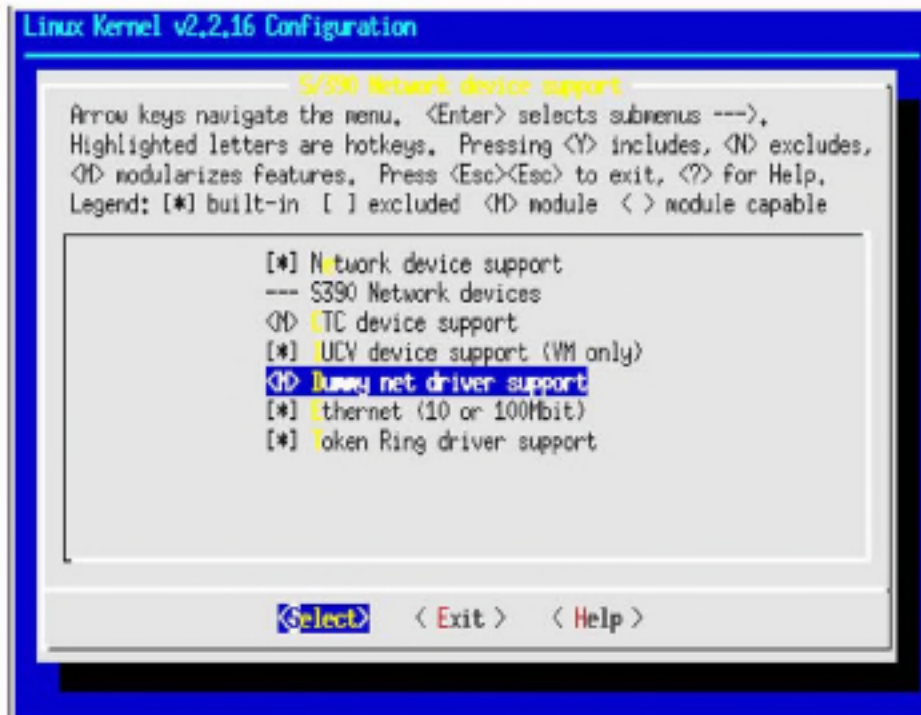 Linux Kernel v2.2.16 Configuration
S/390 Network device support
Arrow keys navigate the menu. <Enter> selects submenus --->.
Highlighted letters are hotkeys. Pressing <Y> includes, <N> excludes,
<M> modularizes features. Press <Esc><Esc> to exit, <?> for Help.
Legend: [*] built-in [ ] excluded <M> module < > module capable
[*] Network device support
--- S390 Network devices
<M> CTC device support
[*] IUCV device support (VM only)
<M> Dummy net driver support
[*] Ethernet (10 or 100Mbit)
[*] Token Ring driver support
<Select> < Exit > < Help >